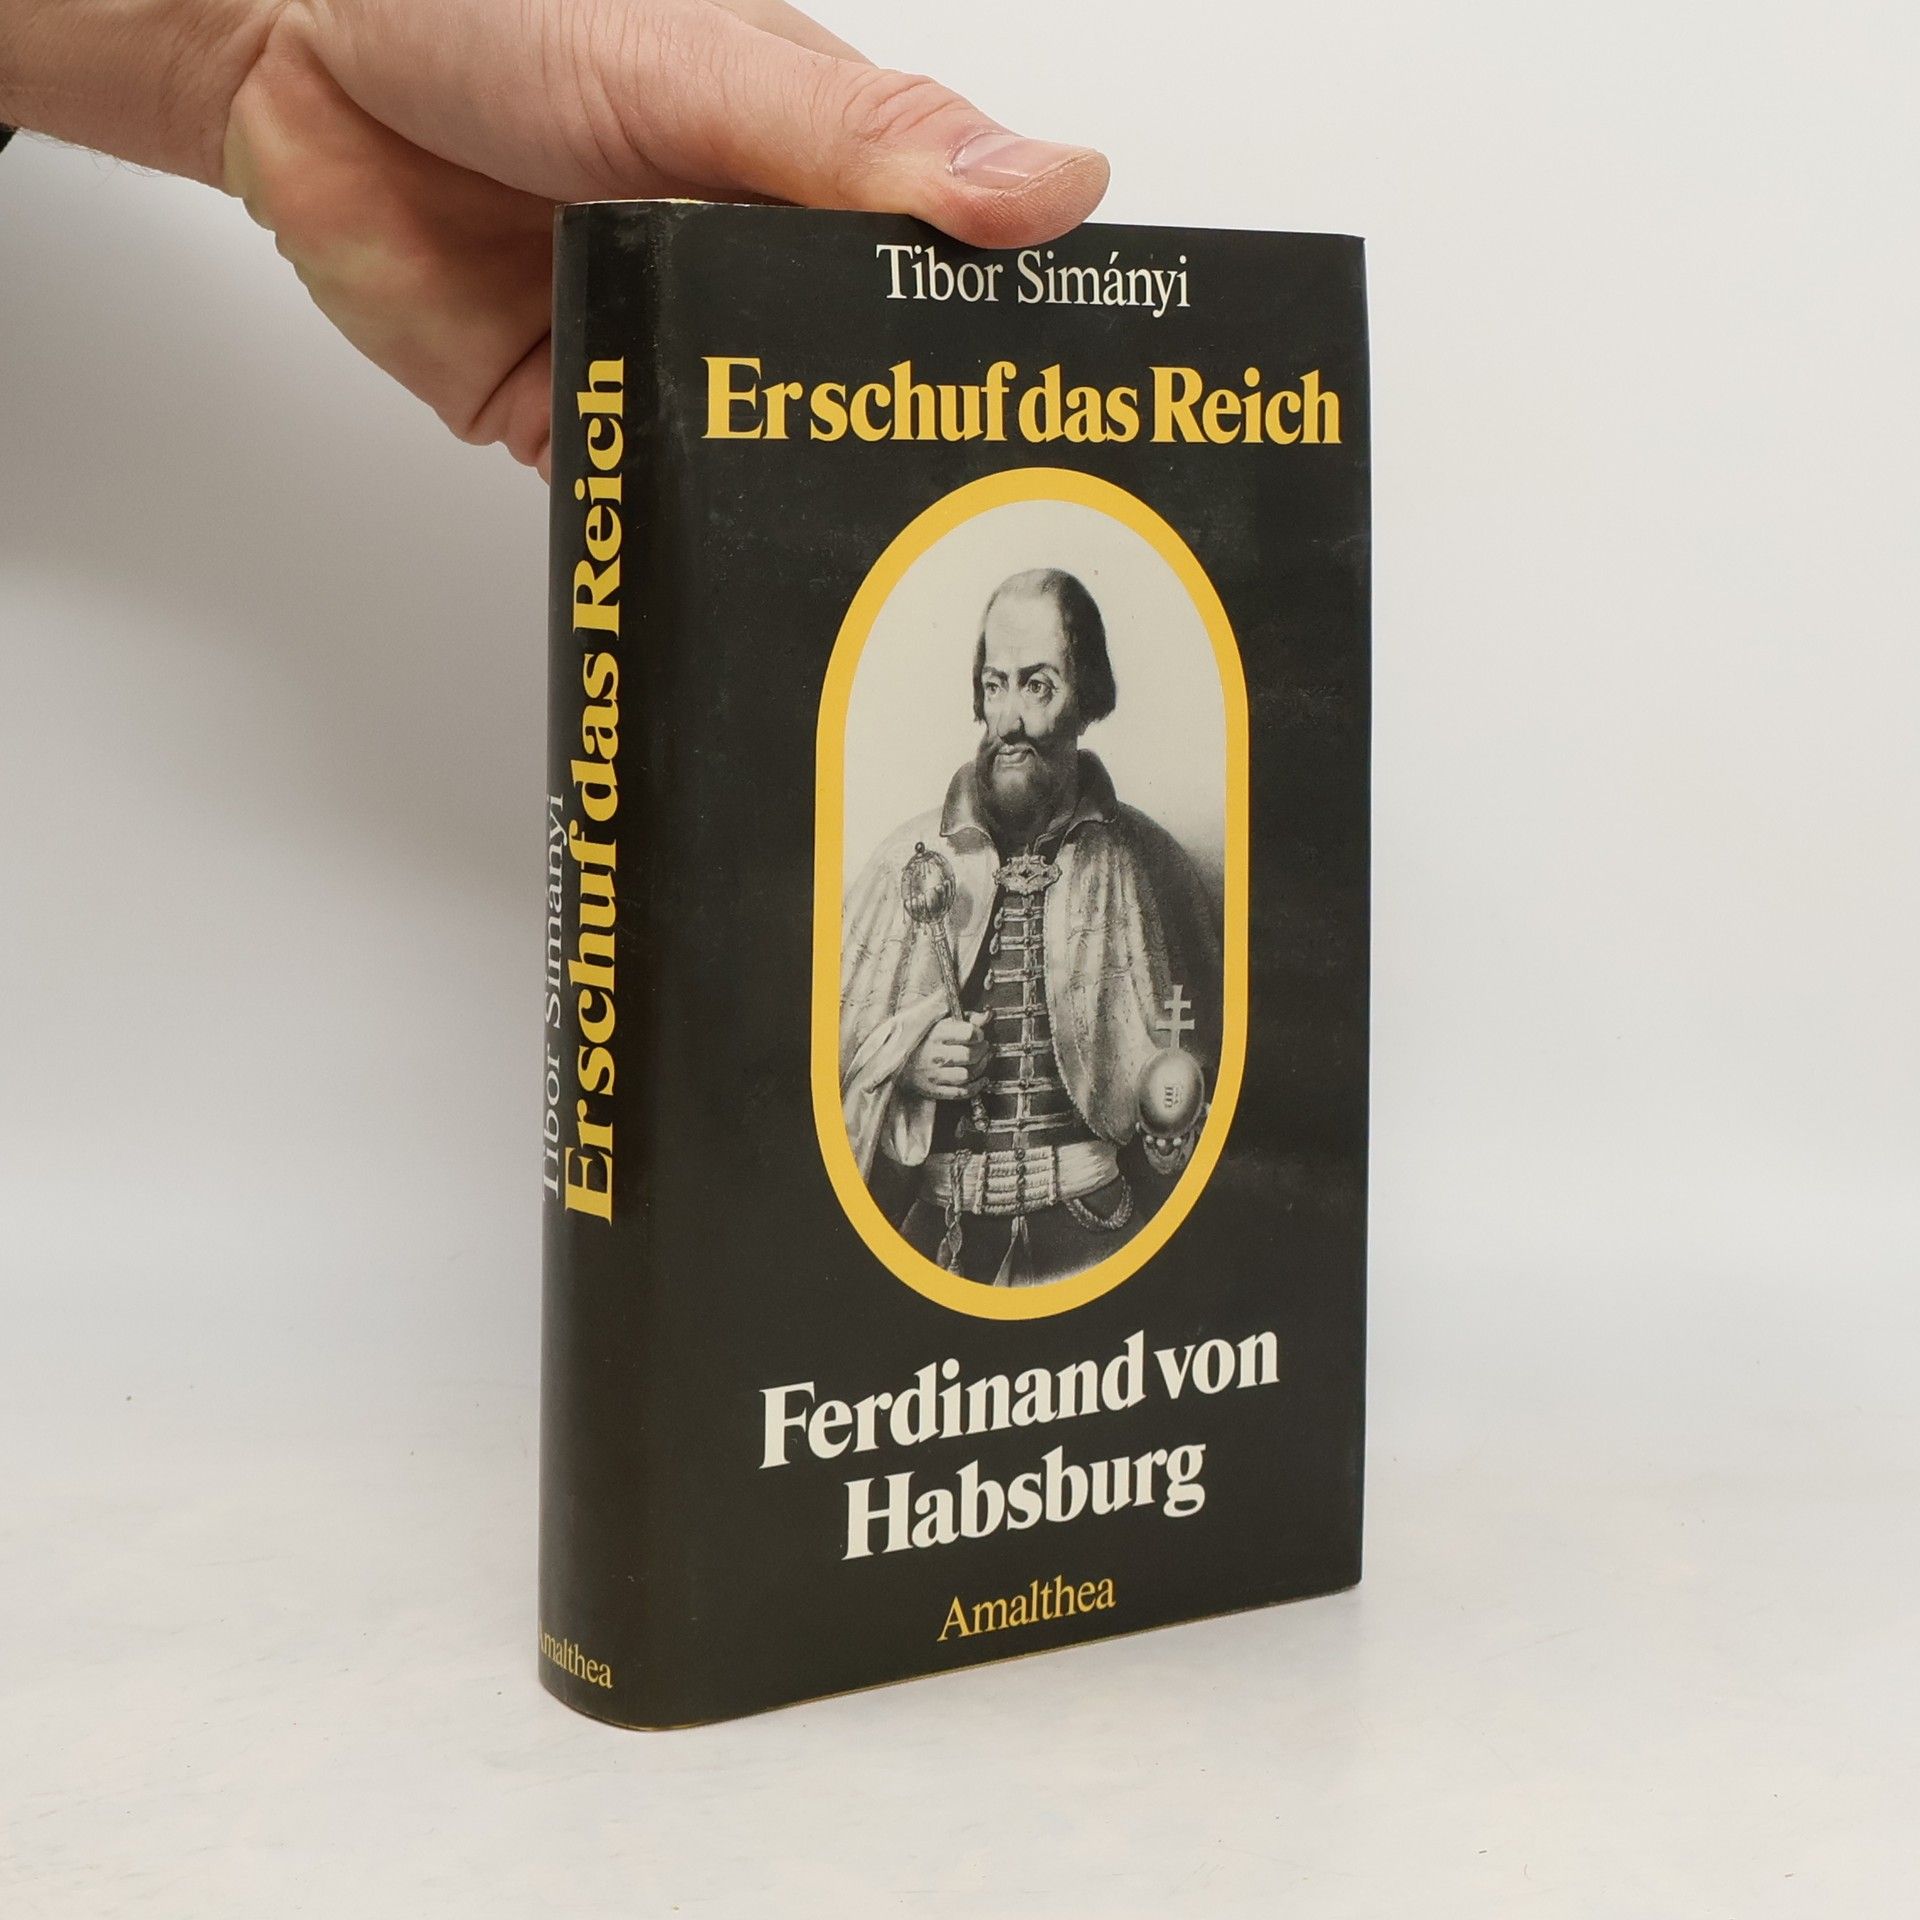 Tibor Simányi
Er schuf das Reich
Ferdinand von
Habsburg
Amalthea
Tibor Simányi
Er schuf das Reich
Amalthea